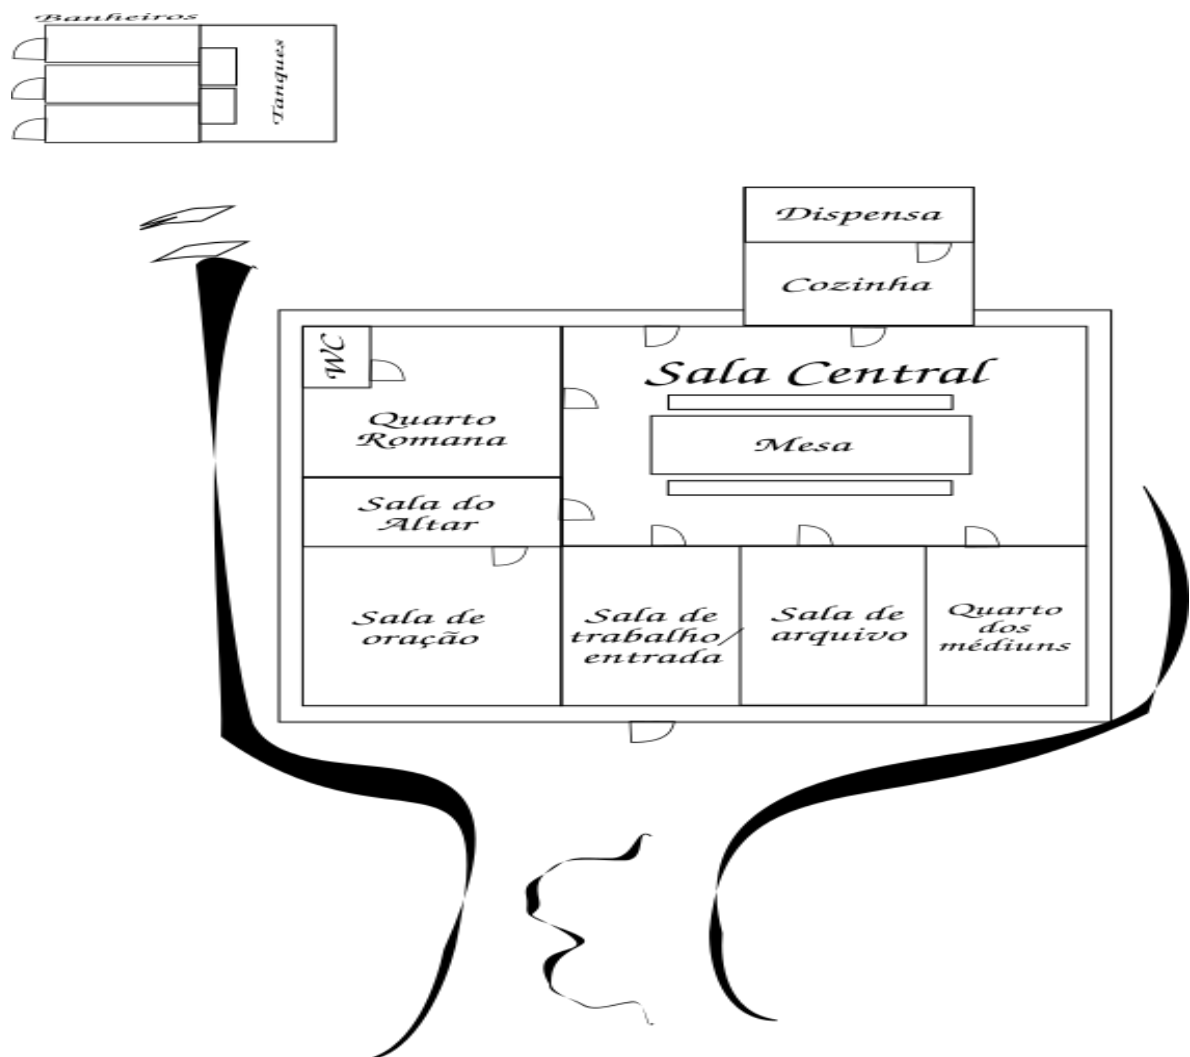 Banheiros
Tanques
Dispensa
Cozinha
WC
Sala Central
Quarto
Romana
Mesa
Sala do
Altar
Sala de
oração
Sala de
trabalho/
entrada
Sala de
arquivo
Quarto
dos
médiuns